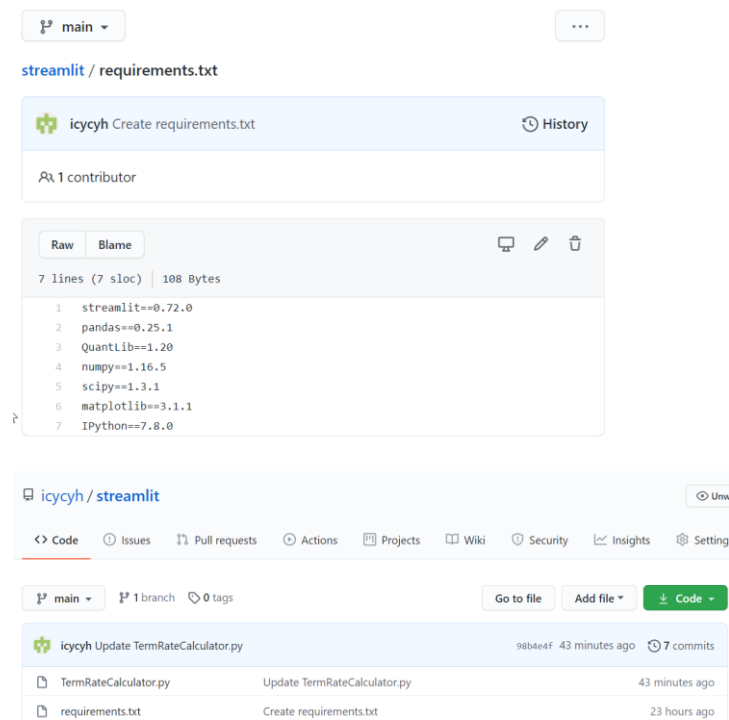 main
...
streamlit / requirements.txt
icycyh Create requirements.txt History
1 contributor
Raw Blame
7 lines (7 sloc) 108 Bytes
1 streamlit==0.72.0
2 pandas==0.25.1
3 QuantLib==1.20
4 numpy==1.16.5
5 scipy==1.3.1
6 matplotlib==3.1.1
7 IPython==7.8.0
icycyh / streamlit Unw
<> Code Issues Pull requests Actions Projects Wiki Security Insights Setting
main 1 branch 0 tags Go to file Add file Code
icycyh Update TermRateCalculator.py 98b4e4f 43 minutes ago 7 commits
TermRateCalculator.py Update TermRateCalculator.py 43 minutes ago
requirements.txt Create requirements.txt 23 hours ago